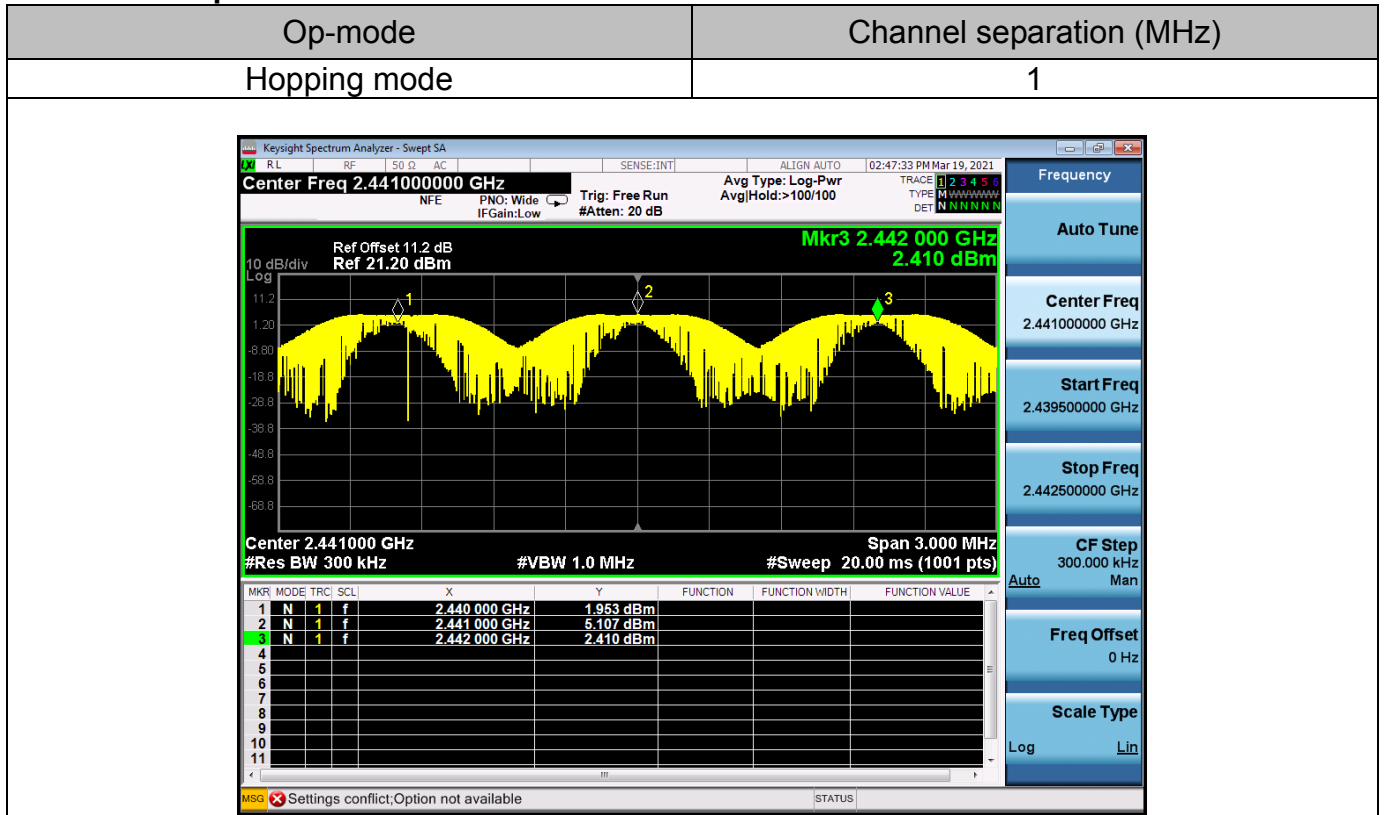 Op-mode Channel separation (MHz)
Hopping mode 1
Keysight Spectrum Analyzer - Swept SA
RL RF 50 Ω AC SENSE:INT ALIGN AUTO 02:47:33 PM Mar 19, 2021
Center Freq 2.441000000 GHz
NFE
PNO: Wide
IFGain:Low
Trig: Free Run
#Atten: 20 dB
Avg Type: Log-Pwr
Avg|Hold:>100/100
TRACE 1 2 3 4 5 6
TYPE M WWWWW
DET N N N N N N
Ref Offset 11.2 dB
10 dB/div Ref 21.20 dBm
Log
Mkr3 2.442 000 GHz
2.410 dBm
1
2
3
11.2
1.20
-8.80
-18.8
-28.8
-38.8
-48.8
-58.8
-68.8
Center 2.441000 GHz Span 3.000 MHz
#Res BW 300 kHz #VBW 1.0 MHz #Sweep 20.00 ms (1001 pts)
MKR MODE TRC SCL X Y FUNCTION FUNCTION WIDTH FUNCTION VALUE
1 N 1 f 2.440 000 GHz 1.953 dBm
2 N 1 f 2.441 000 GHz 5.107 dBm
3 N 1 f 2.442 000 GHz 2.410 dBm
4
5
6
7
8
9
10
11
MSG Settings conflict;Option not available STATUS
Frequency
Auto Tune
Center Freq
2.441000000 GHz
Start Freq
2.439500000 GHz
Stop Freq
2.442500000 GHz
CF Step
300.000 kHz
Auto Man
Freq Offset
0 Hz
Scale Type
Log Lin